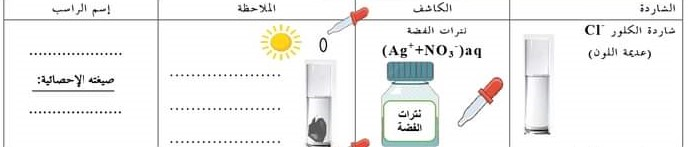 الشاردة
الكاشف
الملاحظة
إسم الراسب
شاردة الكلور Cl⁻
(عديمة اللون)
نترات الفضة
(Ag⁺+NO₃⁻)aq
نترات
الفضة
..............................
..............................
..............................
..............................
صيغته الإحصائية:
..............................